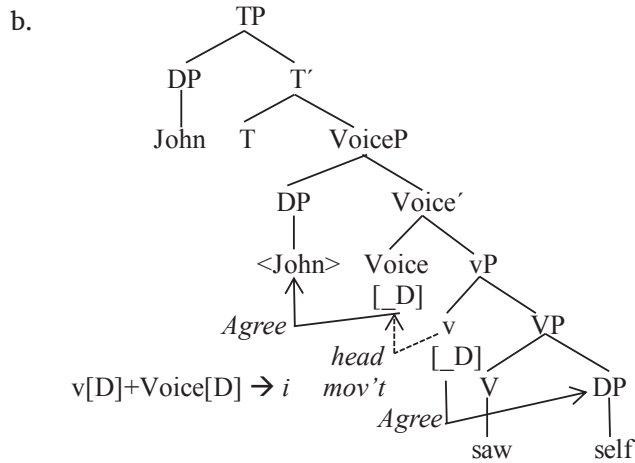 b.
TP
DP T´
John T VoiceP
DP Voice´
<John> Voice vP
[_D]
Agree v VP
head [_D]
v[D]+Voice[D] → i mov't V DP
Agree
saw self